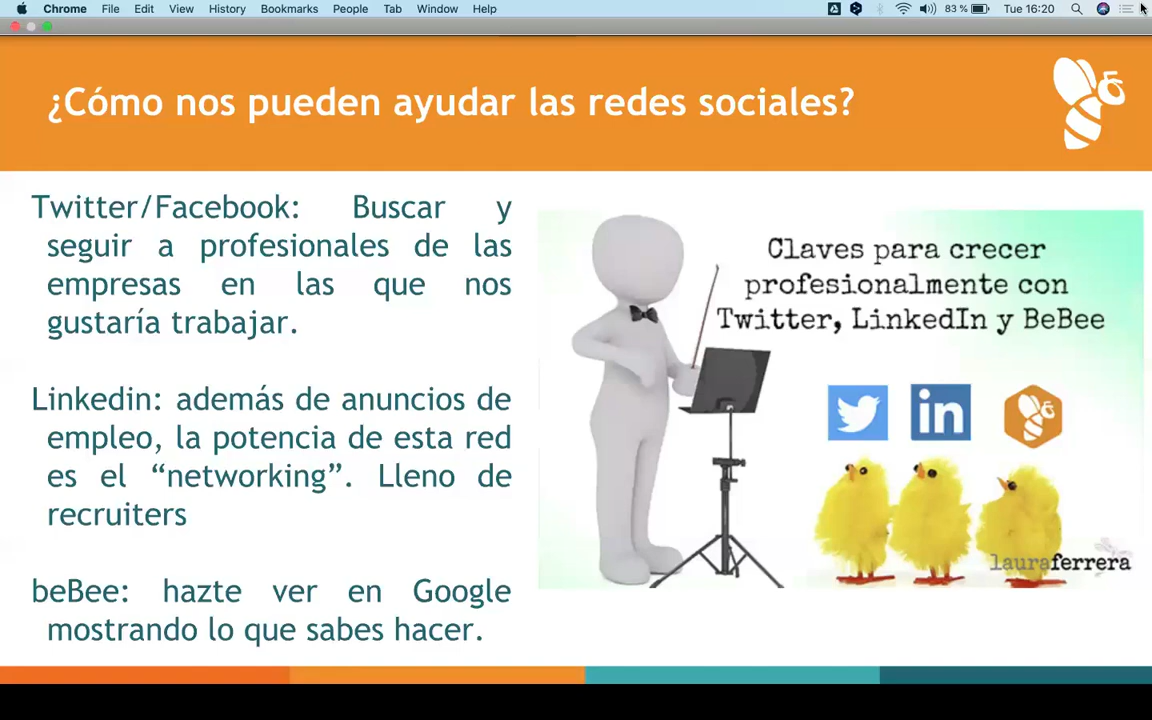 Chrome File Edit View History Bookmarks People Tab Window Help 83 % Tue 16:20
¿Cómo nos pueden ayudar las redes sociales?
Twitter/Facebook: Buscar y
seguir a profesionales de las
empresas en las que nos
gustaría trabajar.
Linkedin: además de anuncios de
empleo, la potencia de esta red
es el “networking”. Lleno de
recruiters
beBee: hazte ver en Google
mostrando lo que sabes hacer.
Claves para crecer
profesionalmente con
Twitter, LinkedIn y BeBee
in
lauraferrera